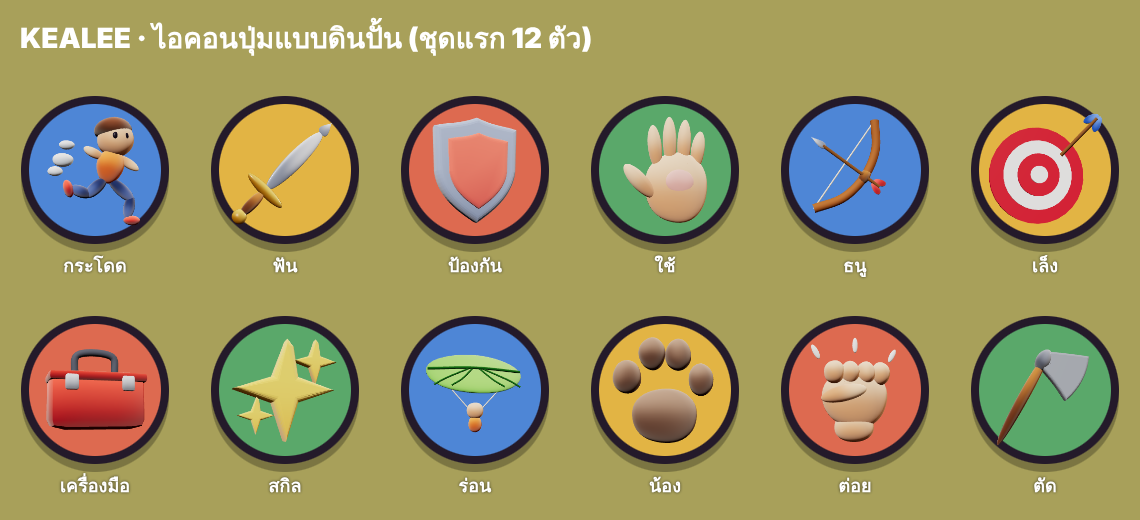 KEALEE · ไอคอนปุ่มแบบดินปั้น (ชุดแรก 12 ตัว)
กระโดด ฟัน ป้องกัน ใช้ ธนู เล็ง
เครื่องมือ สกิล ร่อน น้อง ต่อย ตัด